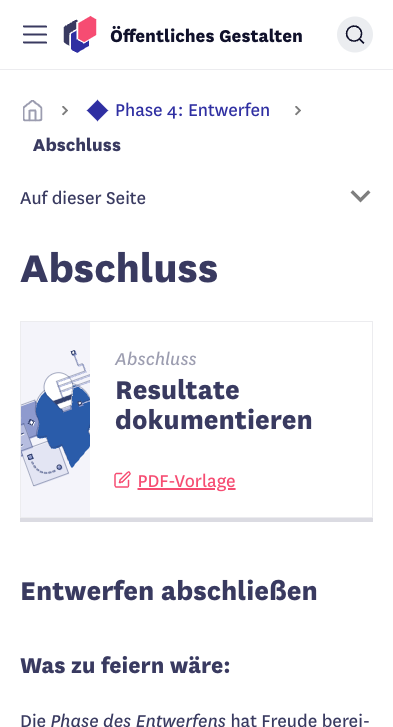 Öffentliches Gestalten
Phase 4: Entwerfen
Abschluss
Auf dieser Seite
Abschluss
Abschluss
Resultate
dokumentieren
PDF-Vorlage
Entwerfen abschließen
Was zu feiern wäre:
Die Phase des Entwerfens hat Freude berei-